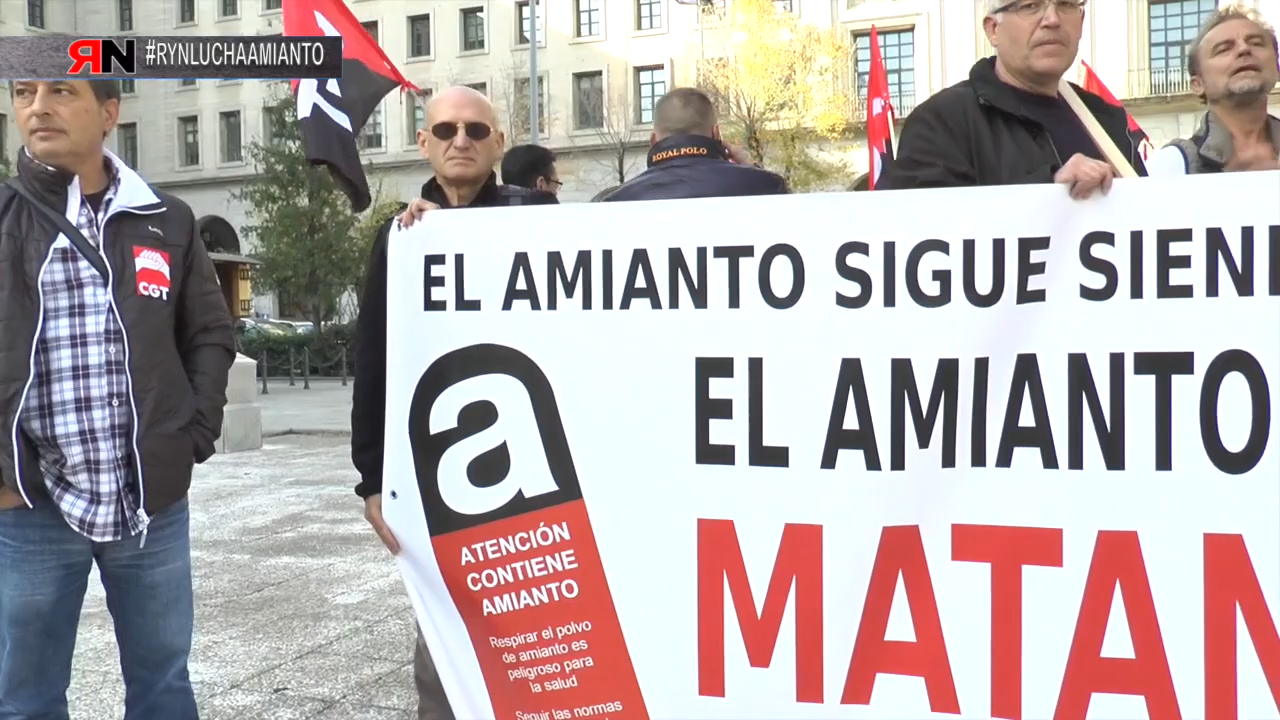 RN #RYNLUCHAAMIANTO
ROYAL POLO
CGT
EL AMIANTO SIGUE SIEN
EL AMIANTO
MATAN
a
ATENCIÓN
CONTIENE
AMIANTO
Respirar el polvo
de amianto es
peligroso para
la salud
Seguir las normas